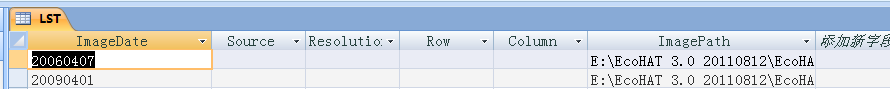 LST
ImageDate Source Resolutio Row Column ImagePath 添加新字段
20060407 E:\EcoHAT 3.0 20110812\EcoHA
20090401 E:\EcoHAT 3.0 20110812\EcoHA